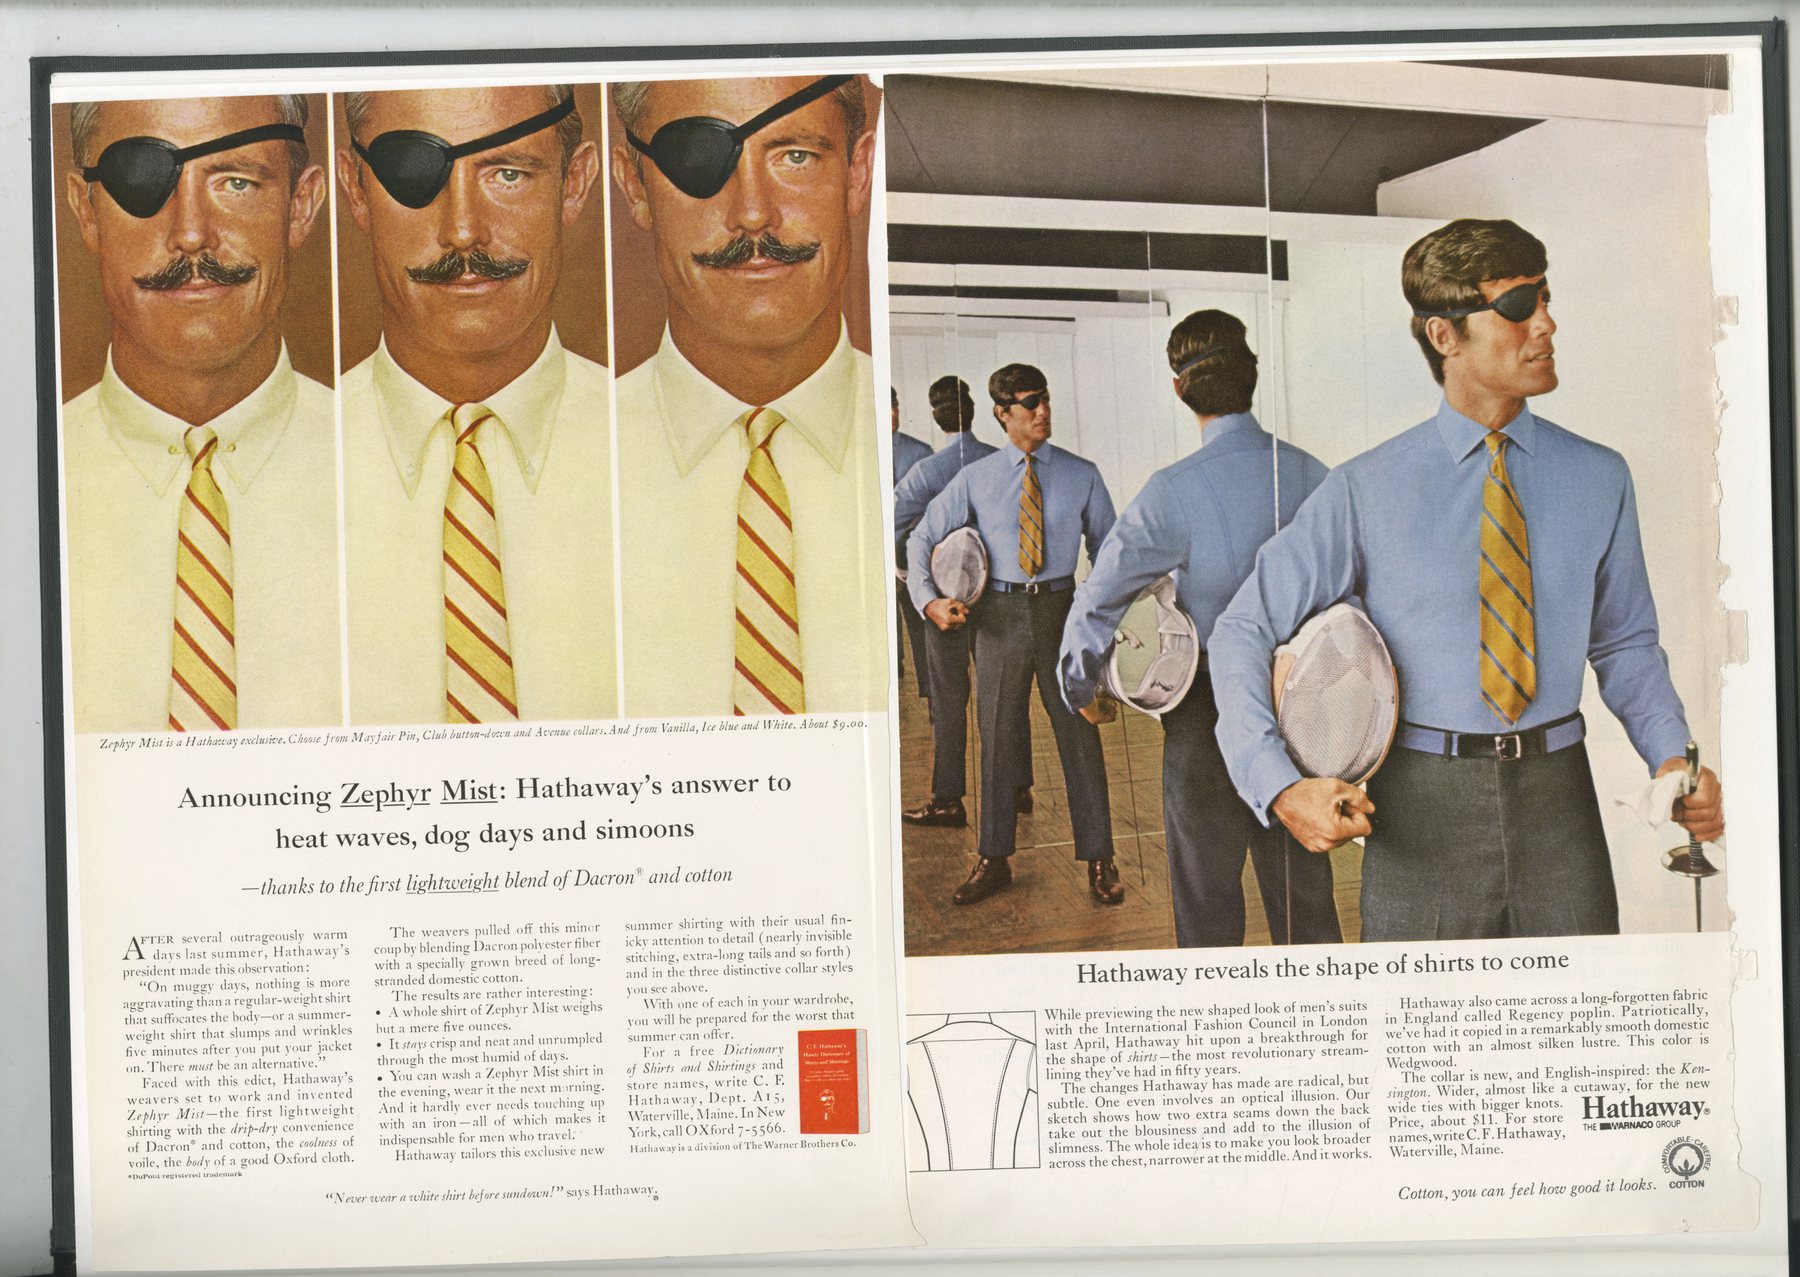 Zephyr Mist is a Hathaway exclusive. Choose from Mayfair Pin, Club button-down and Avenue collars. And from Vanilla, Ice blue and White. About $9.00.
Announcing Zephyr Mist: Hathaway's answer to
heat waves, dog days and simoons
—thanks to the first lightweight blend of Dacron® and cotton
AFTER several outrageously warm
days last summer, Hathaway's
president made this observation:
"On muggy days, nothing is more
aggravating than a regular-weight shirt
that suffocates the body—or a summer-
weight shirt that slumps and wrinkles
five minutes after you put your jacket
on. There must be an alternative."
Faced with this edict, Hathaway's
weavers set to work and invented
Zephyr Mist—the first lightweight
shirting with the drip-dry convenience
of Dacron* and cotton, the coolness of
voile, the body of a good Oxford cloth.
*DuPont registered trademark
The weavers pulled off this minor
coup by blending Dacron polyester fiber
with a specially grown breed of long-
stranded domestic cotton.
The results are rather interesting:
• A whole shirt of Zephyr Mist weighs
but a mere five ounces.
• It stays crisp and neat and unrumpled
through the most humid of days.
• You can wash a Zephyr Mist shirt in
the evening, wear it the next morning.
And it hardly ever needs touching up
with an iron—all of which makes it
indispensable for men who travel.
Hathaway tailors this exclusive new
summer shirting with their usual fin-
icky attention to detail (nearly invisible
stitching, extra-long tails and so forth)
and in the three distinctive collar styles
you see above.
With one of each in your wardrobe,
you will be prepared for the worst that
summer can offer.
For a free Dictionary
of Shirts and Shirtings and
store names, write C. F.
Hathaway, Dept. A15,
Waterville, Maine. In New
York, call OXford 7-5566.
Hathaway is a division of The Warner Brothers Co.
C. F. Hathaway's
Handy Dictionary of
Shirts and Shirtings
"Never wear a white shirt before sundown!" says Hathaway.®
Hathaway reveals the shape of shirts to come
While previewing the new shaped look of men's suits
with the International Fashion Council in London
last April, Hathaway hit upon a breakthrough for
the shape of shirts—the most revolutionary stream-
lining they've had in fifty years.
The changes Hathaway has made are radical, but
subtle. One even involves an optical illusion. Our
sketch shows how two extra seams down the back
take out the blousiness and add to the illusion of
slimness. The whole idea is to make you look broader
across the chest, narrower at the middle. And it works.
Hathaway also came across a long-forgotten fabric
in England called Regency poplin. Patriotically,
we've had it copied in a remarkably smooth domestic
cotton with an almost silken lustre. This color is
Wedgwood.
The collar is new, and English-inspired: the Ken-
sington. Wider, almost like a cutaway, for the new
wide ties with bigger knots.
Price, about $11. For store
names, write C. F. Hathaway,
Waterville, Maine.
Hathaway®
THE WARNACO GROUP
COMFORTABLE · CAREFREE
COTTON
Cotton, you can feel how good it looks.